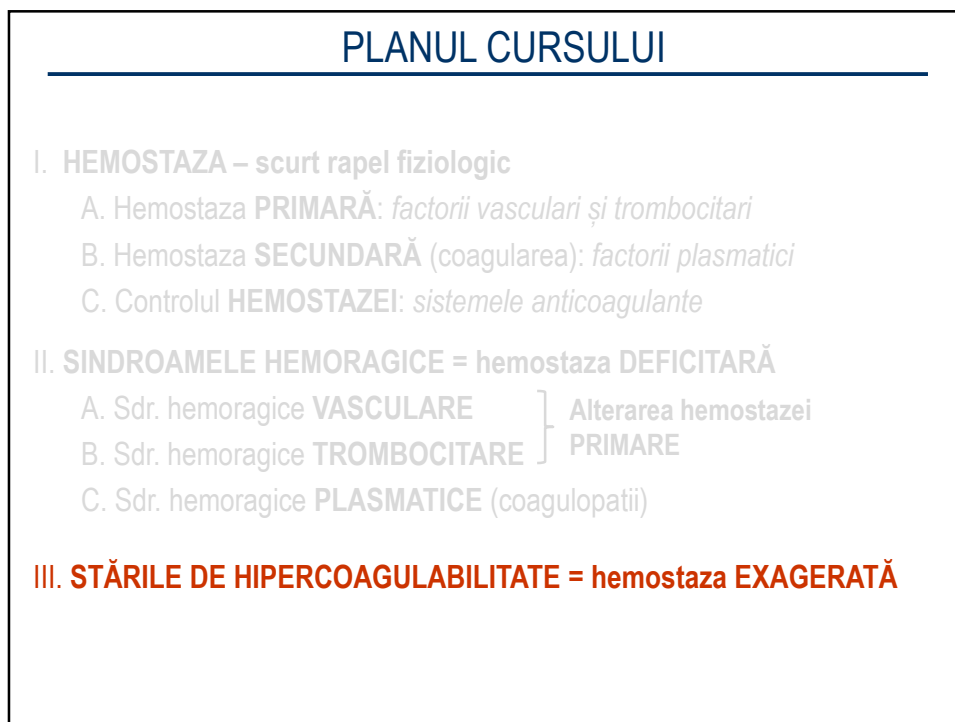 PLANUL CURSULUI
I. HEMOSTAZA – scurt rapel fiziologic
A. Hemostaza PRIMARĂ: factorii vasculari și trombocitari
B. Hemostaza SECUNDARĂ (coagularea): factorii plasmatici
C. Controlul HEMOSTAZEI: sistemele anticoagulante
II. SINDROAMELE HEMORAGICE = hemostaza DEFICITARĂ
A. Sdr. hemoragice VASCULARE
B. Sdr. hemoragice TROMBOCITARE
Alterarea hemostazei
PRIMARE
C. Sdr. hemoragice PLASMATICE (coagulopatii)
III. STĂRILE DE HIPERCOAGULABILITATE = hemostaza EXAGERATĂ